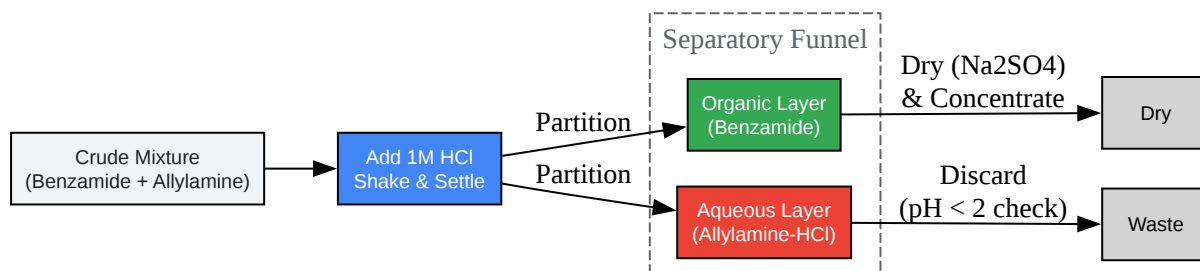 Crude Mixture
(Benzamide + Allylamine)
Add 1M HCl
Shake & Settle
Partition
Partition
Separatory Funnel
Organic Layer
(Benzamide)
Aqueous Layer
(Allylamine-HCl)
Dry (Na2SO4)
& Concentrate
Discard
(pH < 2 check)
Dry
Waste